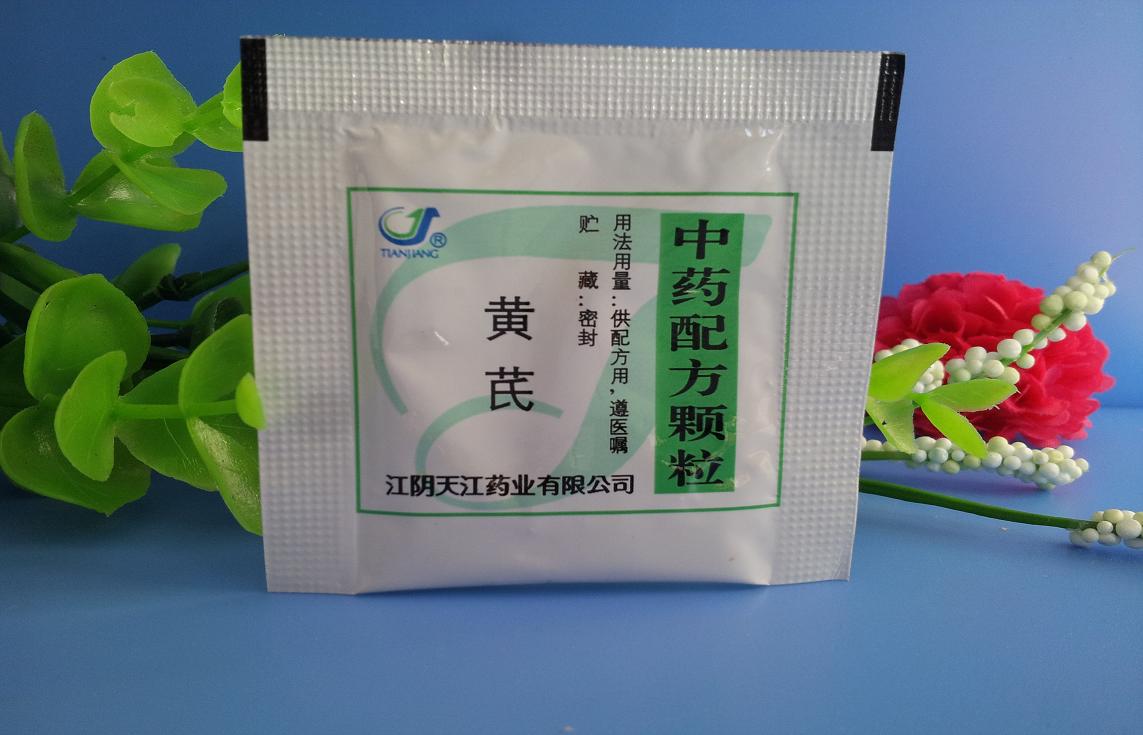 中药配方颗粒
用法用量：供配方用，遵医嘱
贮藏：密封
黄芪
TIANJIANG
®
江阴天江药业有限公司